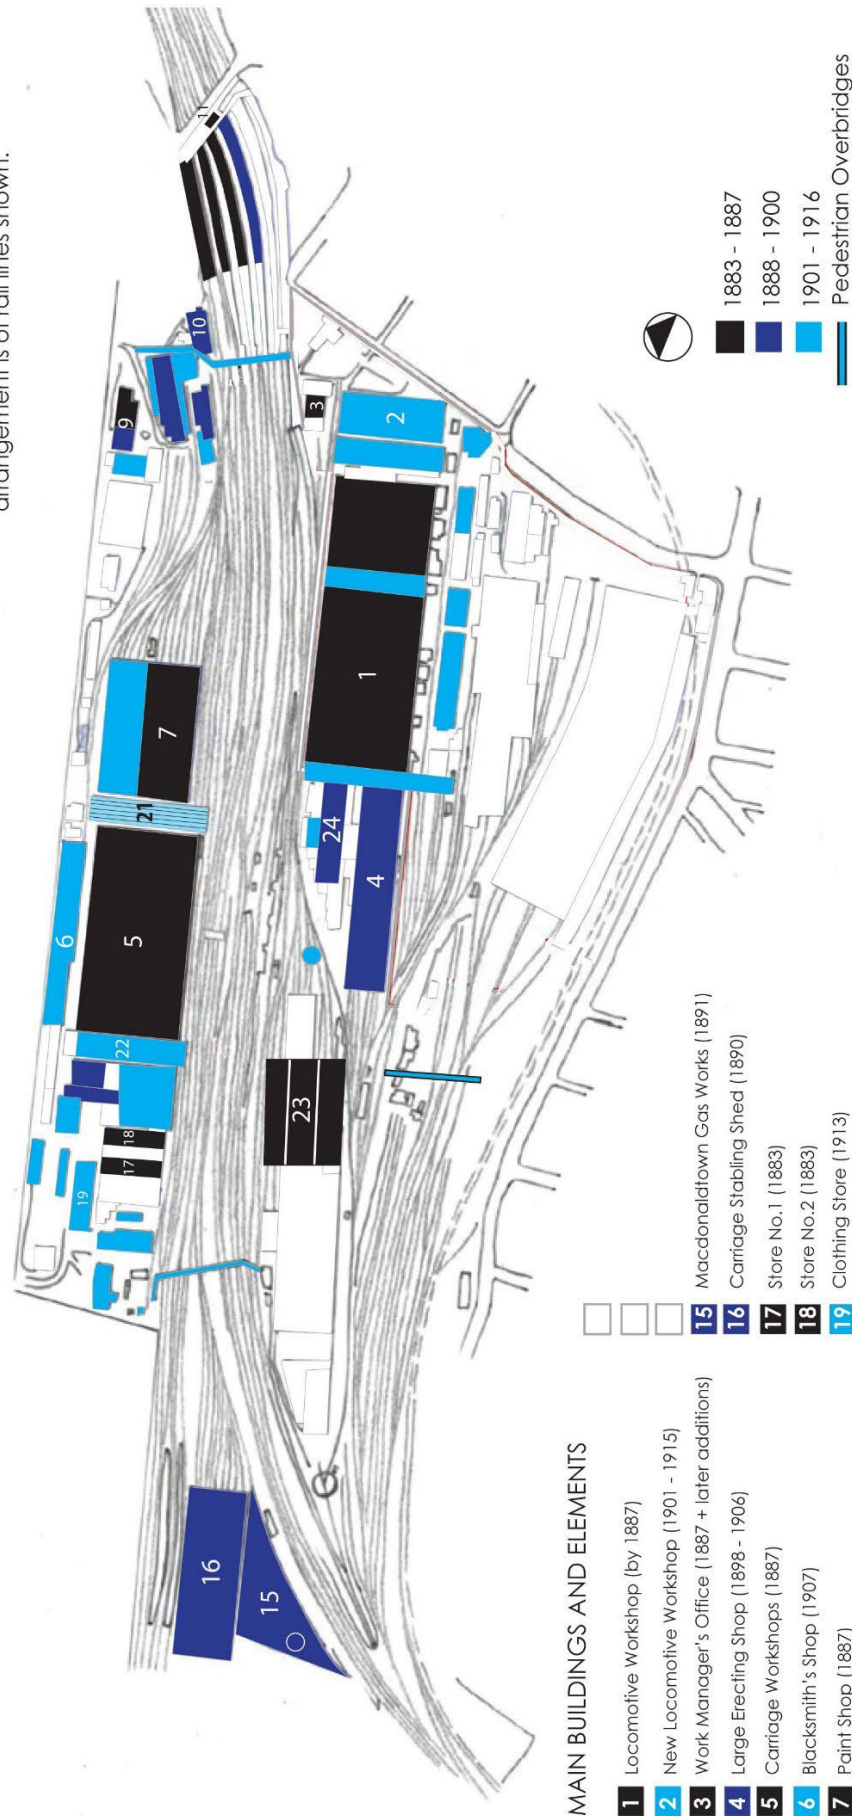 arrangement is of rail lines shown.
11
10
9
3
2
7
1
21
5
6
24
4
22
23
18
17
19
16
15
1883 - 1887
1888 - 1900
1901 - 1916
Pedestrian Overbridges
MAIN BUILDINGS AND ELEMENTS
1 Locomotive Workshop (by 1887)
2 New Locomotive Workshop (1901 - 1915)
3 Work Manager's Office (1887 + later additions)
4 Large Erecting Shop (1898 - 1906)
5 Carriage Workshops (1887)
6 Blacksmith's Shop (1907)
7 Paint Shop (1887)
15 Macdonaldtown Gas Works (1891)
16 Carriage Stabling Shed (1890)
17 Store No.1 (1883)
18 Store No.2 (1883)
19 Clothing Store (1913)